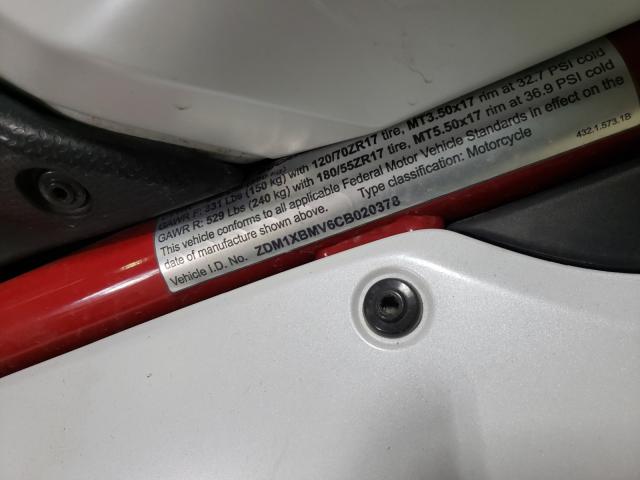 GAWR F: 331 Lbs (150 kg) with 120/70ZR17 tire, MT3.50x17 rim at 32.7 PSI cold
GAWR R: 529 Lbs (240 kg) with 180/55ZR17 tire, MT5.50x17 rim at 36.9 PSI cold
This vehicle conforms to all applicable Federal Motor Vehicle Standards in effect on the
date of manufacture shown above. Type classification: Motorcycle
Vehicle I.D. No. ZDM1XBMV6CB020378
432.1.573.1B